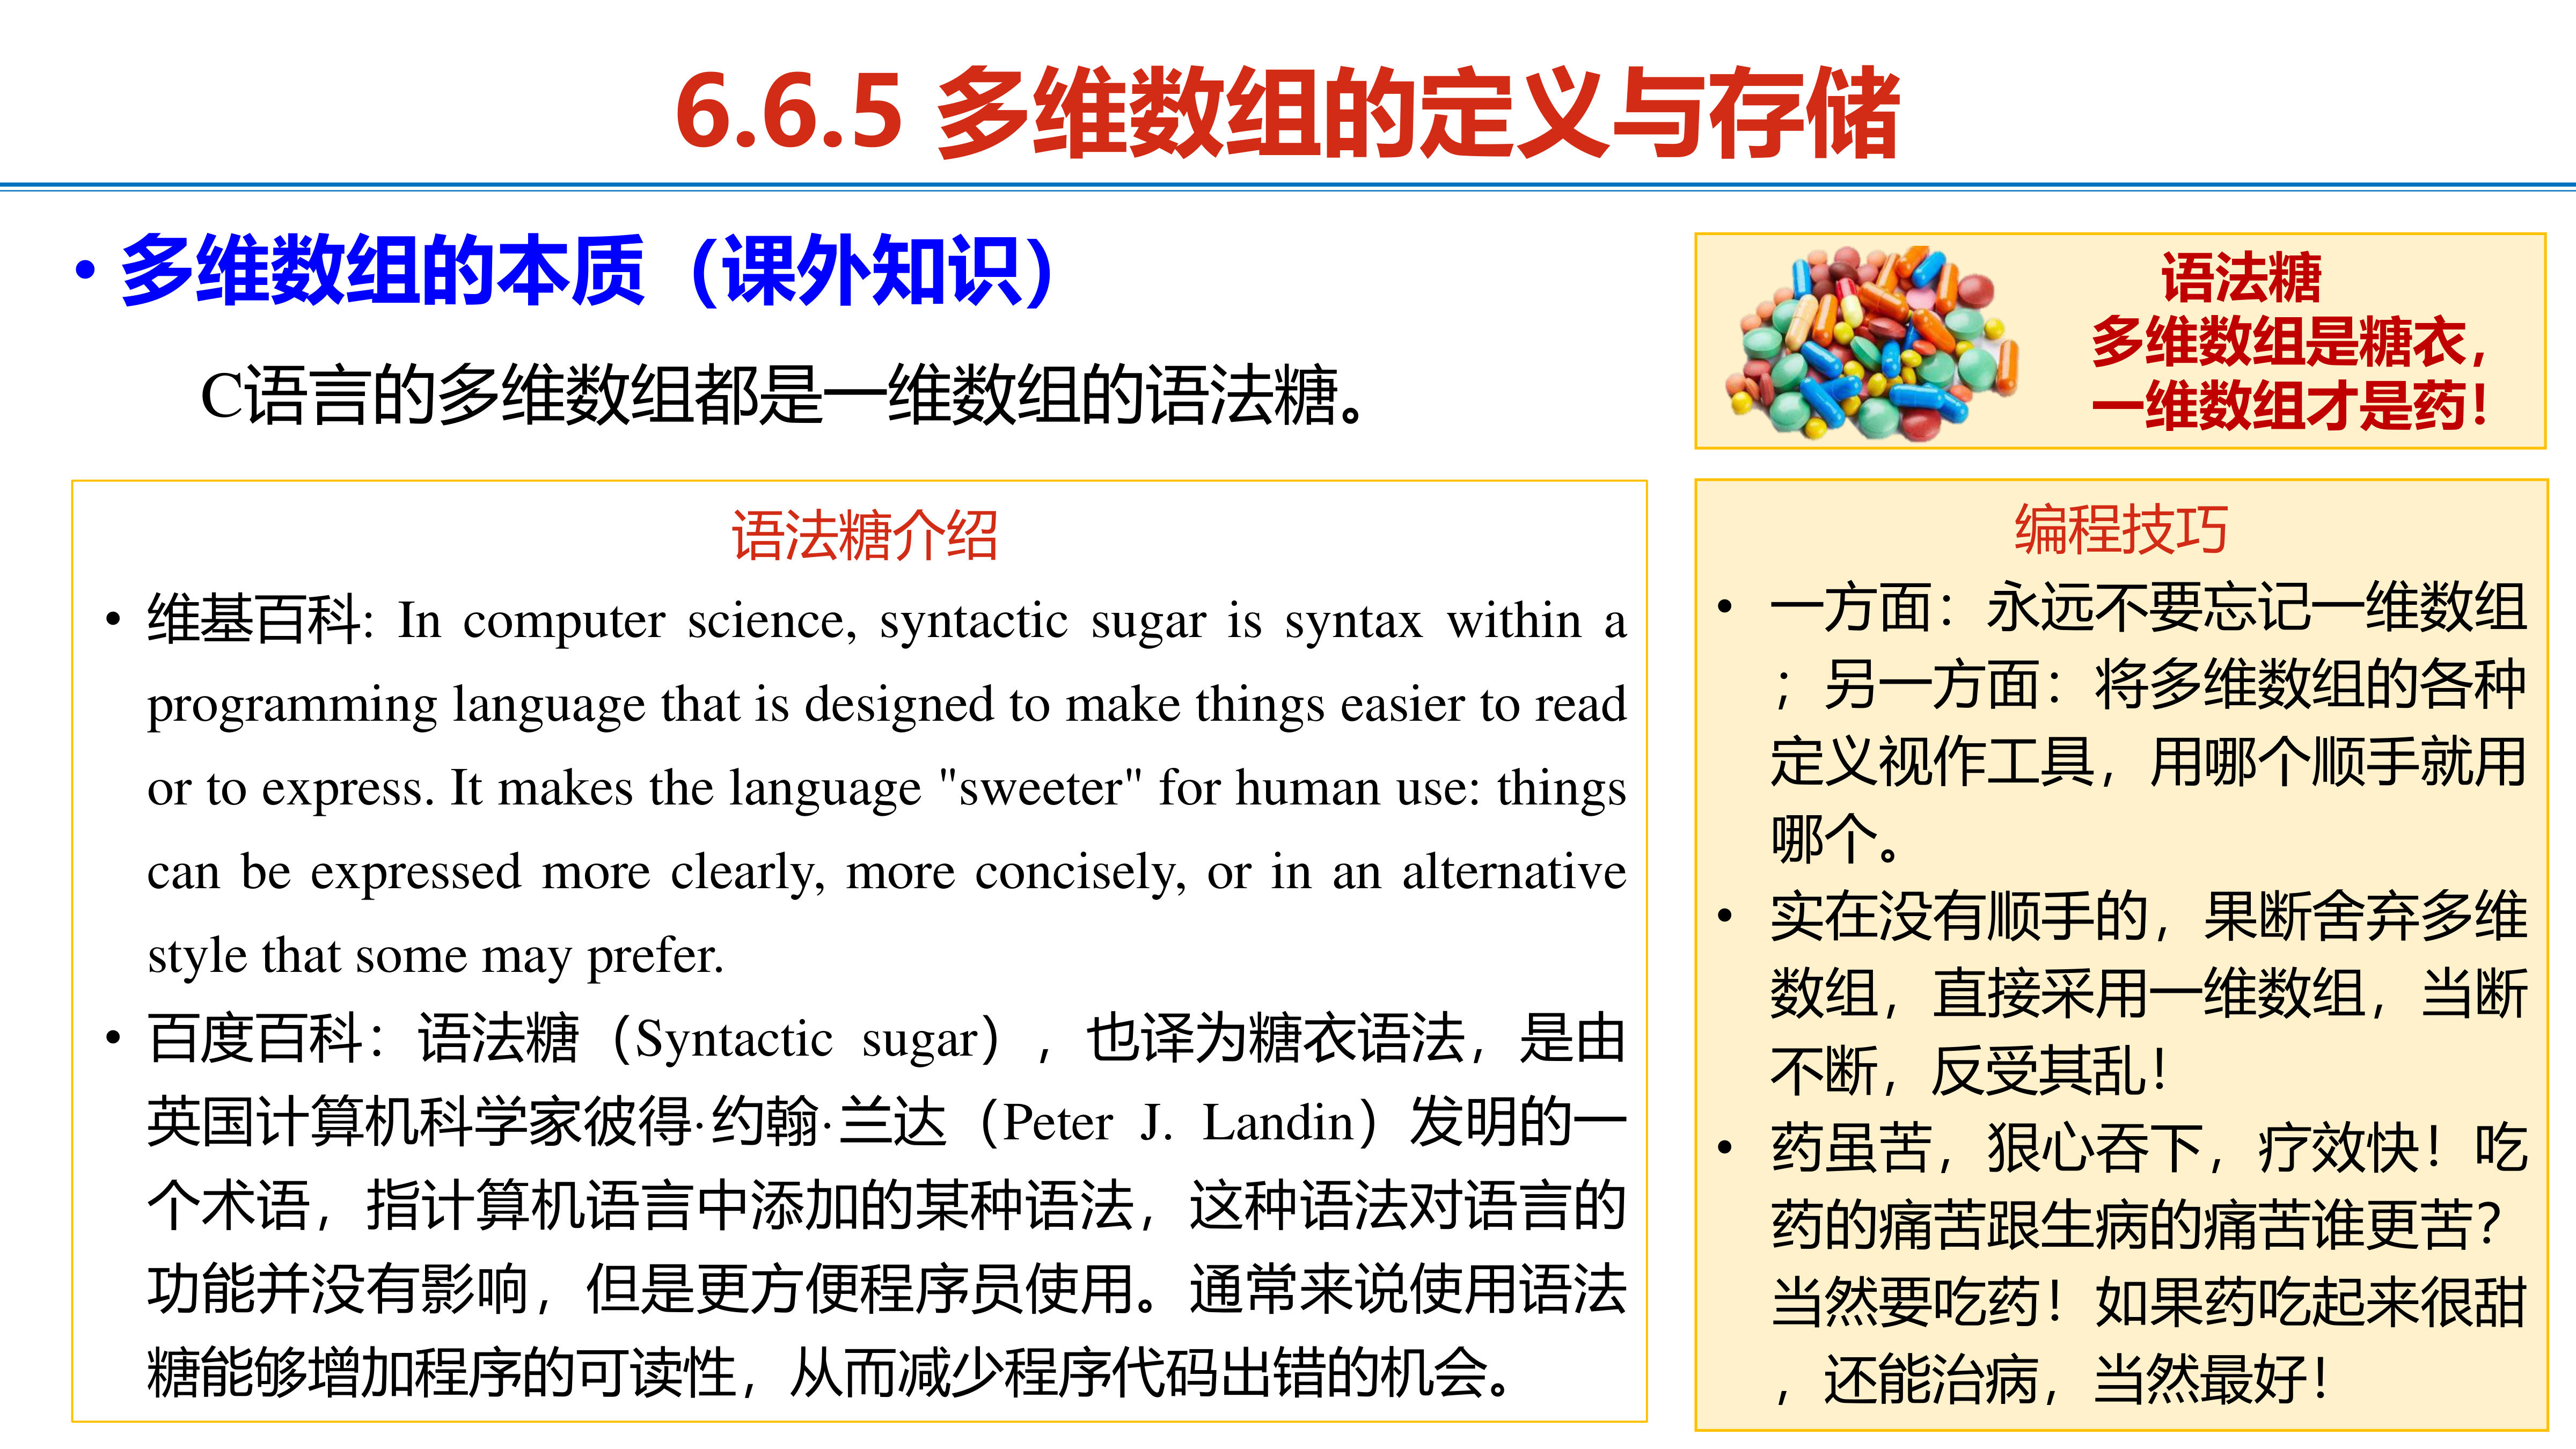 6.6.5 多维数组的定义与存储
• 多维数组的本质（课外知识）
C语言的多维数组都是一维数组的语法糖。
语法糖
多维数组是糖衣，
一维数组才是药！
语法糖介绍
• 维基百科: In computer science, syntactic sugar is syntax within a
programming language that is designed to make things easier to read
or to express. It makes the language "sweeter" for human use: things
can be expressed more clearly, more concisely, or in an alternative
style that some may prefer.
• 百度百科：语法糖（Syntactic sugar），也译为糖衣语法，是由
英国计算机科学家彼得·约翰·兰达（Peter J. Landin）发明的一
个术语，指计算机语言中添加的某种语法，这种语法对语言的
功能并没有影响，但是更方便程序员使用。通常来说使用语法
糖能够增加程序的可读性，从而减少程序代码出错的机会。
编程技巧
• 一方面：永远不要忘记一维数组
；另一方面：将多维数组的各种
定义视作工具，用哪个顺手就用
哪个。
• 实在没有顺手的，果断舍弃多维
数组，直接采用一维数组，当断
不断，反受其乱！
• 药虽苦，狠心吞下，疗效快！吃
药的痛苦跟生病的痛苦谁更苦？
当然要吃药！如果药吃起来很甜
，还能治病，当然最好！